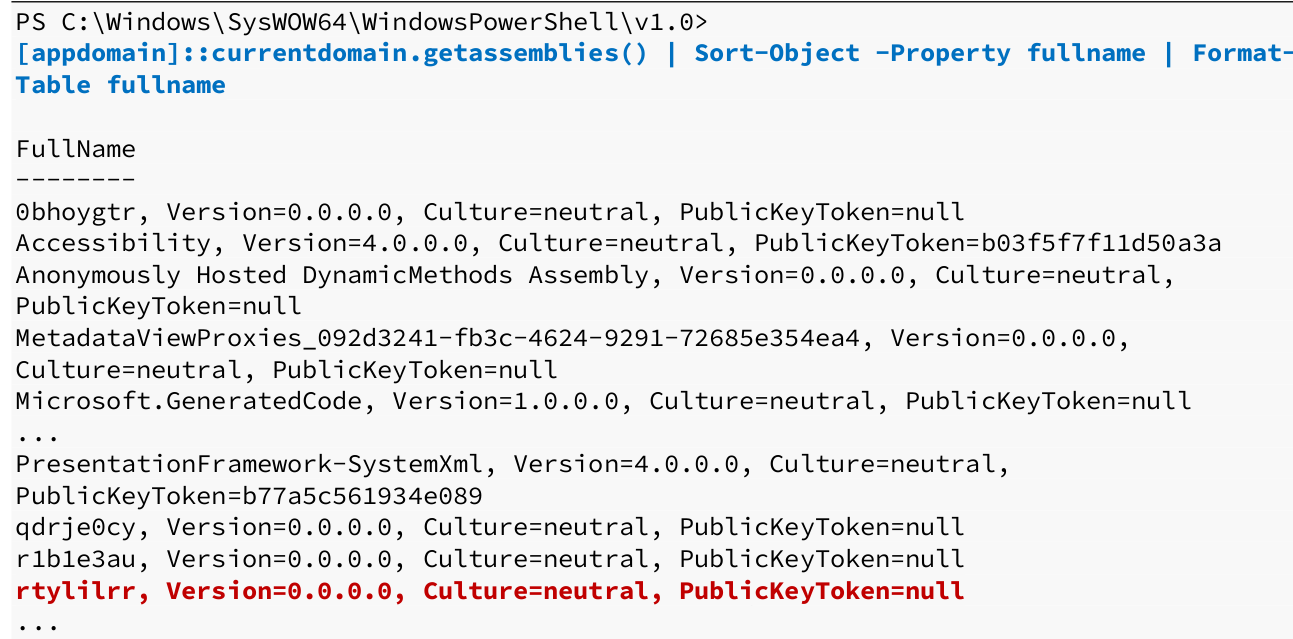 PS C:\Windows\SysWOW64\WindowsPowerShell\v1.0>
[appdomain]::currentdomain.getassemblies() | Sort-Object -Property fullname | Format-
Table fullname
FullName
--------
0bhoygtr, Version=0.0.0.0, Culture=neutral, PublicKeyToken=null
Accessibility, Version=4.0.0.0, Culture=neutral, PublicKeyToken=b03f5f7f11d50a3a
Anonymously Hosted DynamicMethods Assembly, Version=0.0.0.0, Culture=neutral,
PublicKeyToken=null
MetadataViewProxies_092d3241-fb3c-4624-9291-72685e354ea4, Version=0.0.0.0,
Culture=neutral, PublicKeyToken=null
Microsoft.GeneratedCode, Version=1.0.0.0, Culture=neutral, PublicKeyToken=null
...
PresentationFramework-SystemXml, Version=4.0.0.0, Culture=neutral,
PublicKeyToken=b77a5c561934e089
qdrje0cy, Version=0.0.0.0, Culture=neutral, PublicKeyToken=null
r1b1e3au, Version=0.0.0.0, Culture=neutral, PublicKeyToken=null
rtylilrr, Version=0.0.0.0, Culture=neutral, PublicKeyToken=null
...